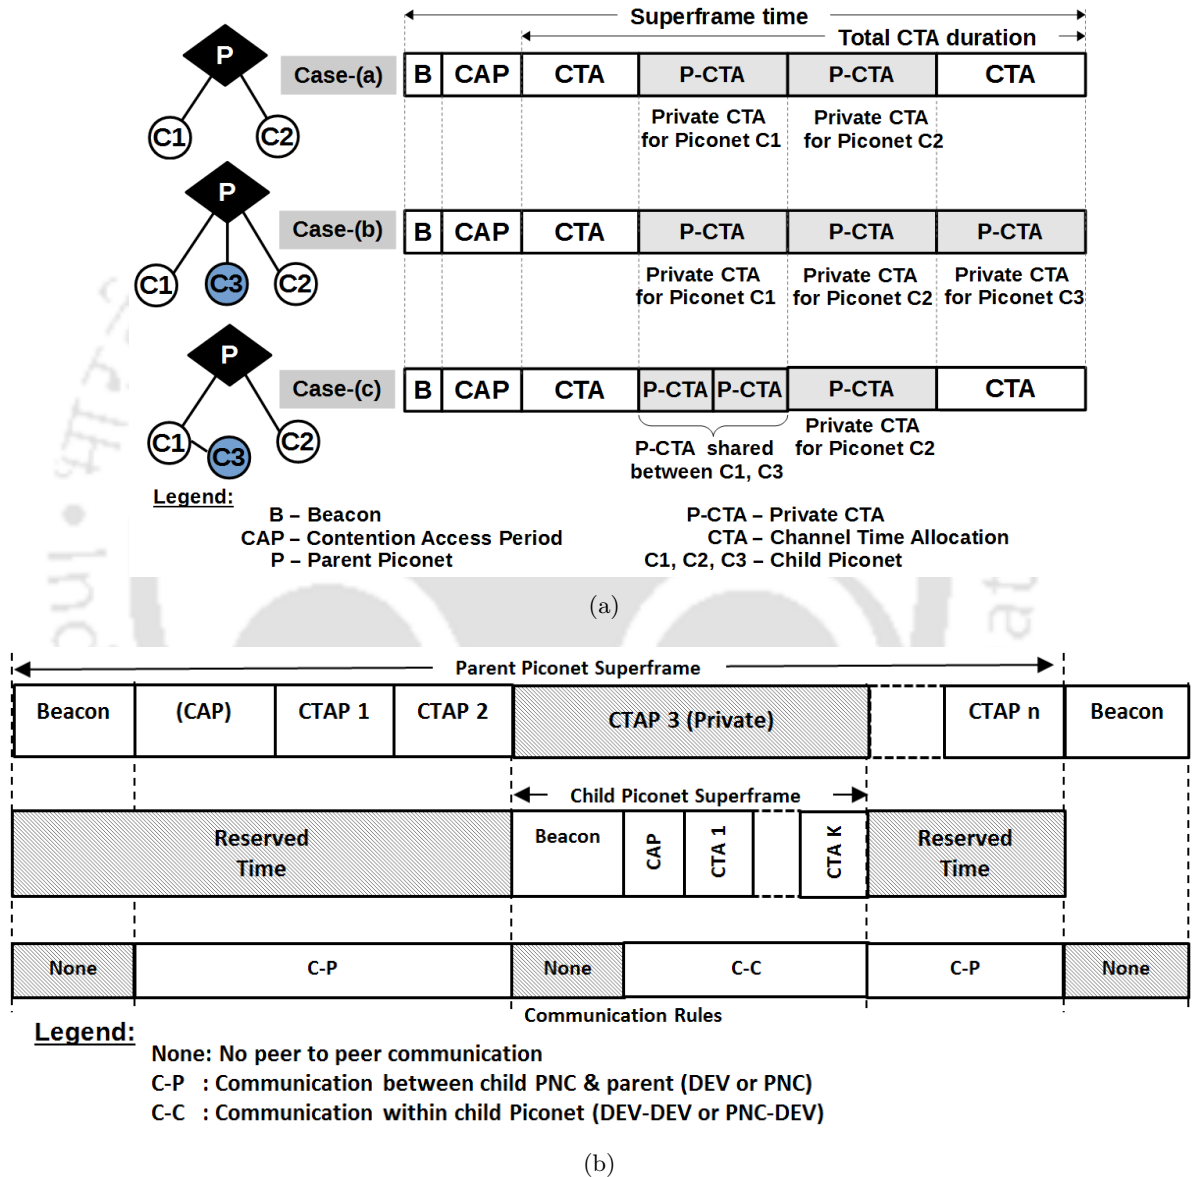 Superframe time
Total CTA duration
P
Case-(a)
B CAP CTA P-CTA P-CTA CTA
C1 C2
Private CTA
for Piconet C1
Private CTA
for Piconet C2
P
Case-(b)
B CAP CTA P-CTA P-CTA P-CTA
C1 C3 C2
Private CTA
for Piconet C1
Private CTA
for Piconet C2
Private CTA
for Piconet C3
P
Case-(c)
B CAP CTA P-CTA P-CTA P-CTA CTA
C1 C3 C2
P-CTA shared
between C1, C3
Private CTA
for Piconet C2
Legend:
B – Beacon
CAP – Contention Access Period
P – Parent Piconet
P-CTA – Private CTA
CTA – Channel Time Allocation
C1, C2, C3 – Child Piconet
(a)
Parent Piconet Superframe
Beacon (CAP) CTAP 1 CTAP 2 CTAP 3 (Private) CTAP n Beacon
Child Piconet Superframe
Reserved
Time
Beacon CAP CTA 1 CTA K
Reserved
Time
None C-P None C-C C-P None
Communication Rules
Legend:
None: No peer to peer communication
C-P : Communication between child PNC & parent (DEV or PNC)
C-C : Communication within child Piconet (DEV-DEV or PNC-DEV)
(b)